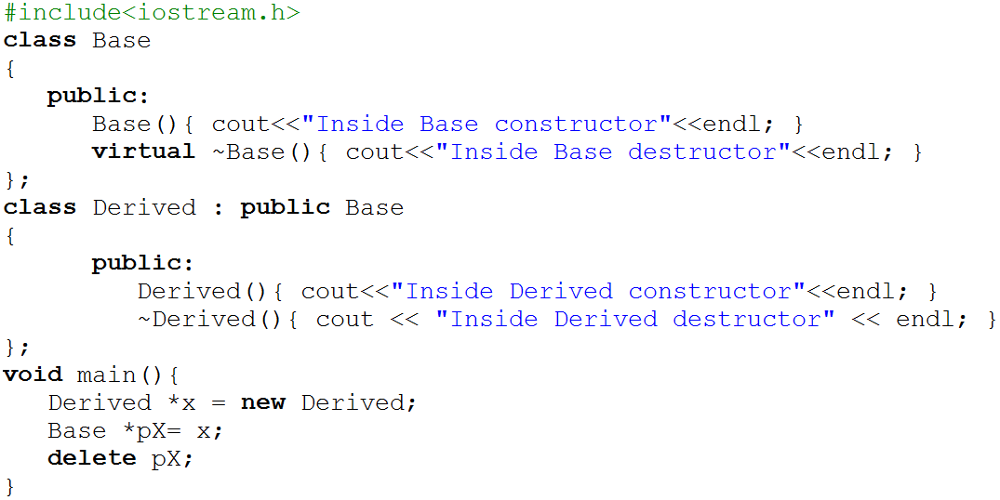 #include<iostream.h>
class Base
{
   public:
      Base(){ cout<<"Inside Base constructor"<<endl; }
      virtual ~Base(){ cout<<"Inside Base destructor"<<endl; }
};
class Derived : public Base
{
      public:
         Derived(){ cout<<"Inside Derived constructor"<<endl; }
         ~Derived(){ cout << "Inside Derived destructor" << endl; }
};
void main(){
   Derived *x = new Derived;
   Base *pX= x;
   delete pX;
}